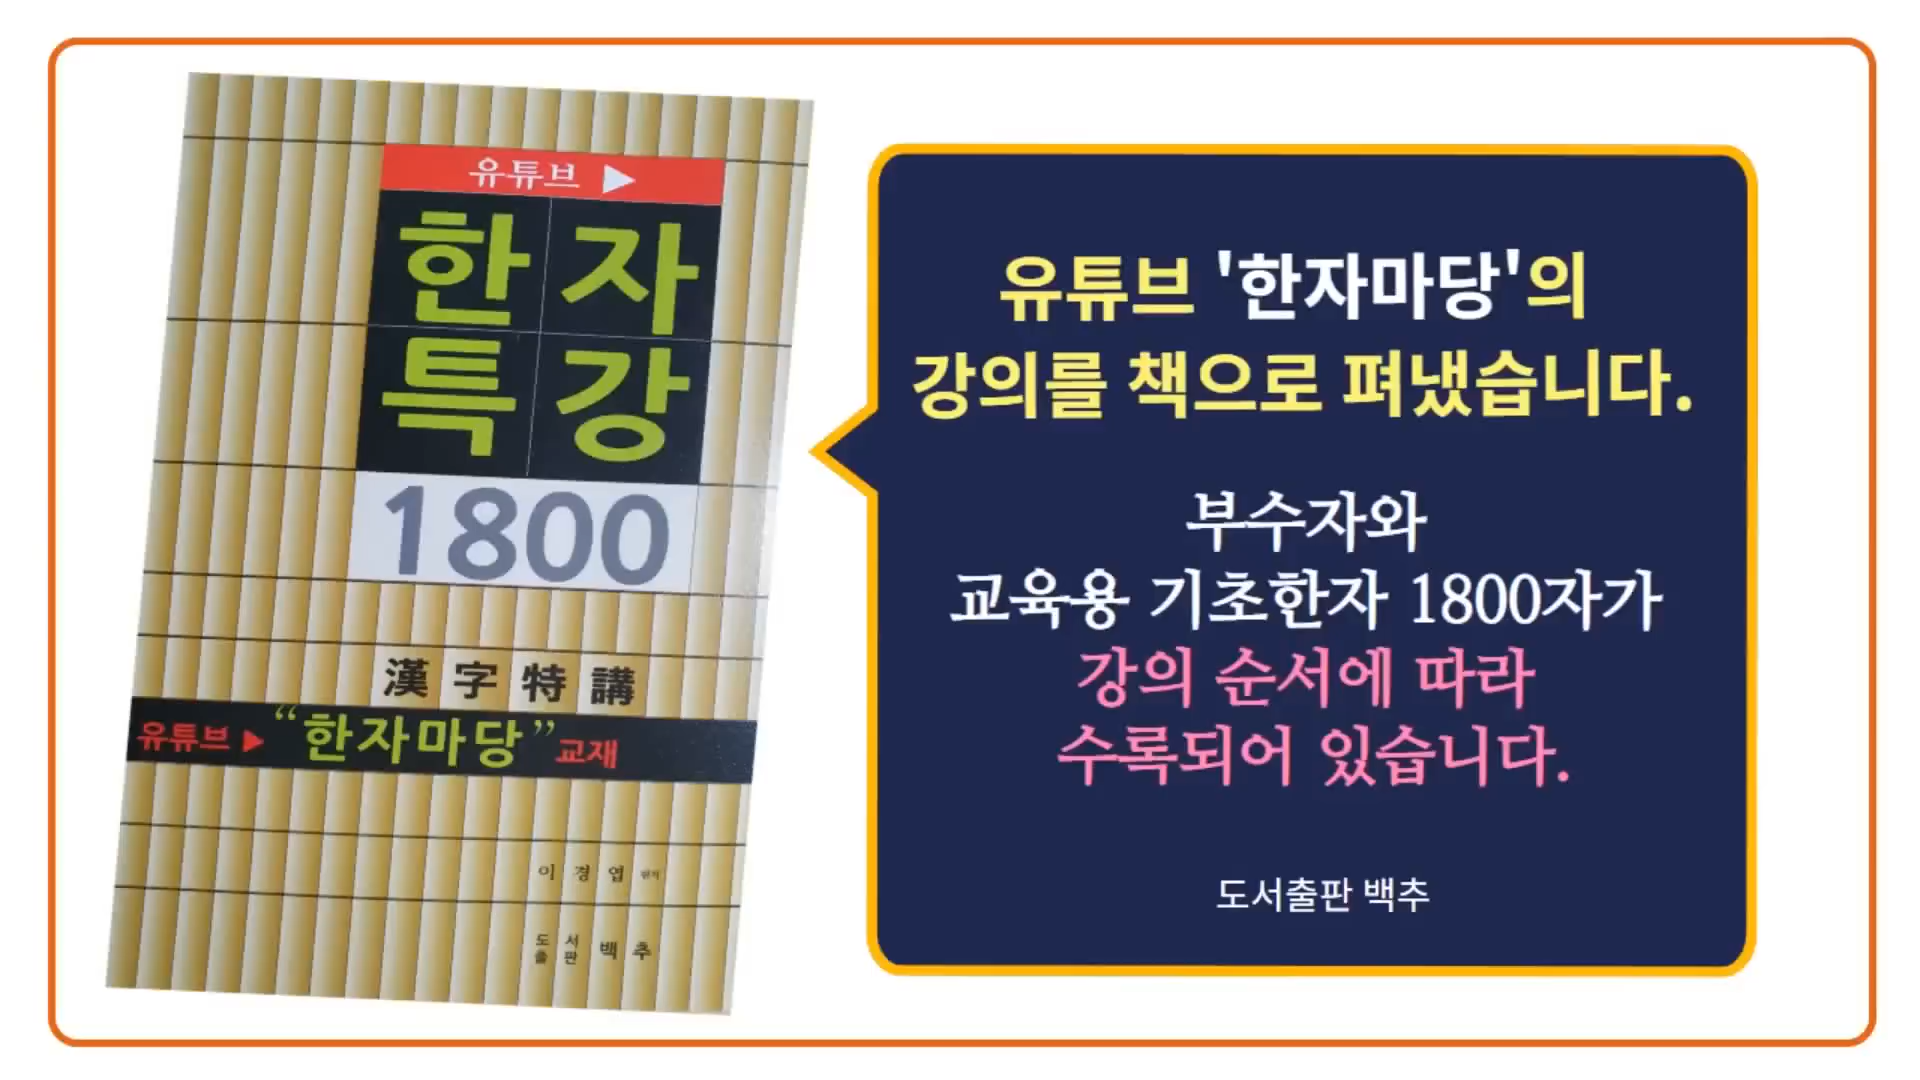 유튜브
한자
특강
1800
漢字特講
유튜브 "한자마당" 교재
이경엽 편저
도서출판 백추
유튜브 '한자마당'의
강의를 책으로 펴냈습니다.
부수자와
교육용 기초한자 1800자가
강의 순서에 따라
수록되어 있습니다.
도서출판 백추